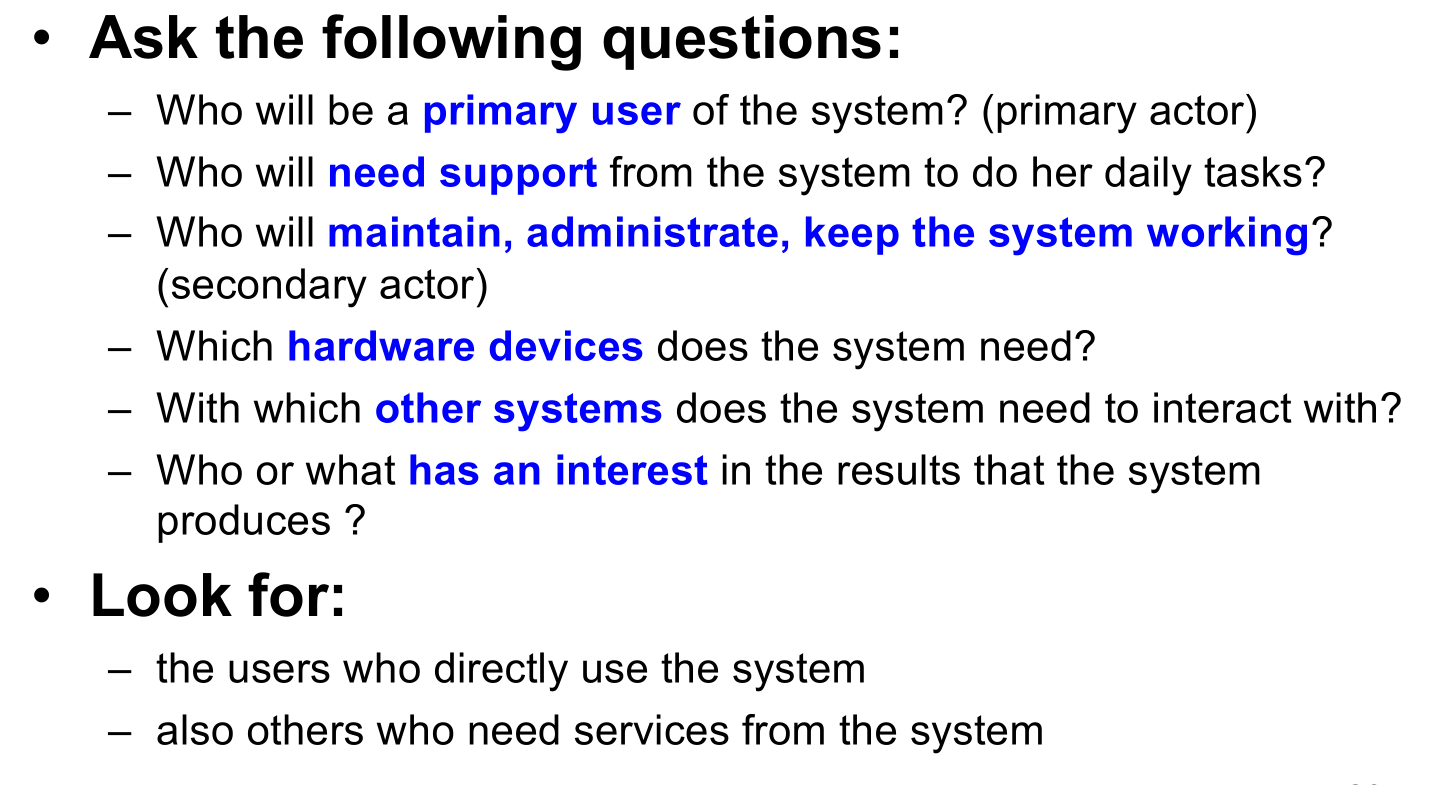 • Ask the following questions:
– Who will be a primary user of the system? (primary actor)
– Who will need support from the system to do her daily tasks?
– Who will maintain, administrate, keep the system working?
(secondary actor)
– Which hardware devices does the system need?
– With which other systems does the system need to interact with?
– Who or what has an interest in the results that the system
produces ?
• Look for:
– the users who directly use the system
– also others who need services from the system